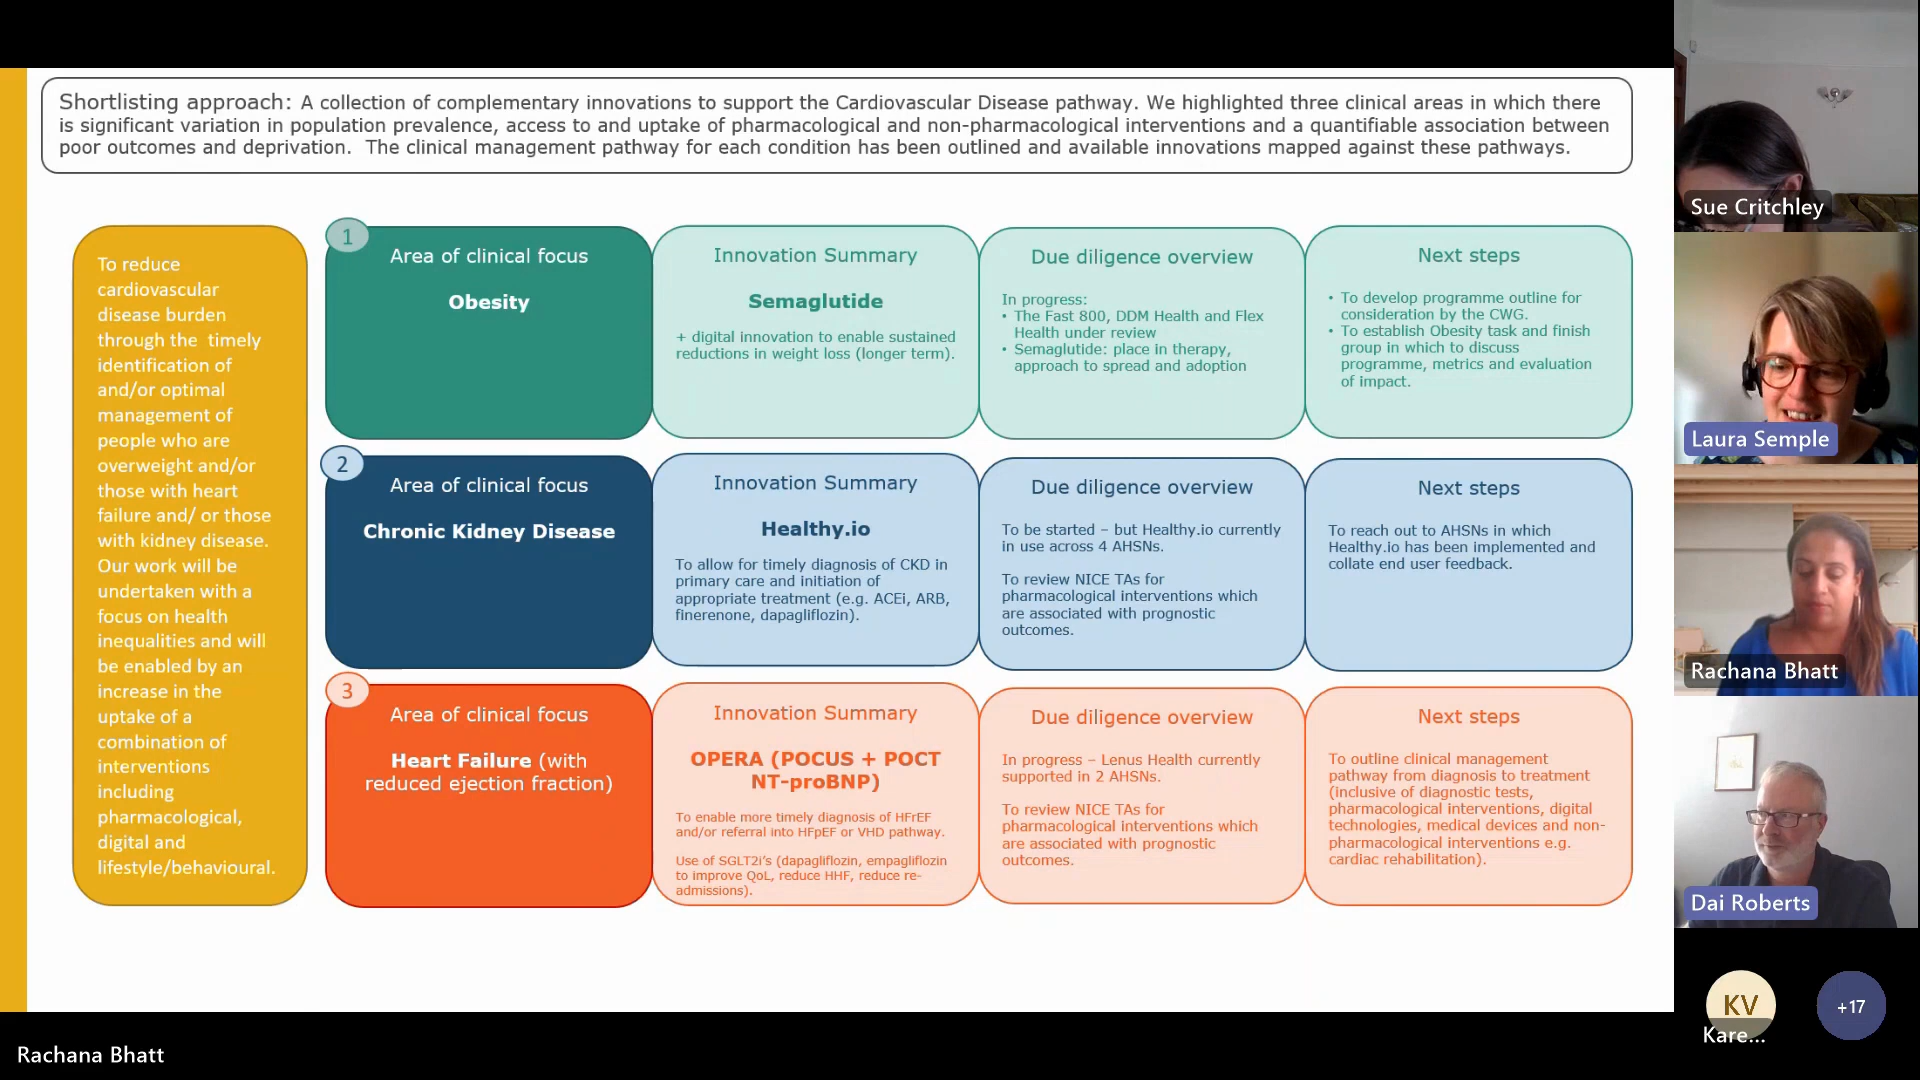 Shortlisting approach: A collection of complementary innovations to support the Cardiovascular Disease pathway. We highlighted three clinical areas in which there
is significant variation in population prevalence, access to and uptake of pharmacological and non-pharmacological interventions and a quantifiable association between
poor outcomes and deprivation. The clinical management pathway for each condition has been outlined and available innovations mapped against these pathways.
To reduce
cardiovascular
disease burden
through the timely
identification of
and/or optimal
management of
people who are
overweight and/or
those with heart
failure and/ or those
with kidney disease.
Our work will be
undertaken with a
focus on health
inequalities and will
be enabled by an
increase in the
uptake of a
combination of
interventions
including
pharmacological,
digital and
lifestyle/behavioural.
1
Area of clinical focus
Obesity
Innovation Summary
Semaglutide
+ digital innovation to enable sustained
reductions in weight loss (longer term).
Due diligence overview
In progress:
• The Fast 800, DDM Health and Flex
Health under review
• Semaglutide: place in therapy,
approach to spread and adoption
Next steps
• To develop programme outline for
consideration by the CWG.
• To establish Obesity task and finish
group in which to discuss
programme, metrics and evaluation
of impact.
2
Area of clinical focus
Chronic Kidney Disease
Innovation Summary
Healthy.io
To allow for timely diagnosis of CKD in
primary care and initiation of
appropriate treatment (e.g. ACEi, ARB,
finerenone, dapagliflozin).
Due diligence overview
To be started – but Healthy.io currently
in use across 4 AHSNs.
To review NICE TAs for
pharmacological interventions which
are associated with prognostic
outcomes.
Next steps
To reach out to AHSNs in which
Healthy.io has been implemented and
collate end user feedback.
3
Area of clinical focus
Heart Failure (with
reduced ejection fraction)
Innovation Summary
OPERA (POCUS + POCT
NT-proBNP)
To enable more timely diagnosis of HFrEF
and/or referral into HFpEF or VHD pathway.
Use of SGLT2i's (dapagliflozin, empagliflozin
to improve QoL, reduce HHF, reduce re-
admissions).
Due diligence overview
In progress – Lenus Health currently
supported in 2 AHSNs.
To review NICE TAs for
pharmacological interventions which
are associated with prognostic
outcomes.
Next steps
To outline clinical management
pathway from diagnosis to treatment
(inclusive of diagnostic tests,
pharmacological interventions, digital
technologies, medical devices and non-
pharmacological interventions e.g.
cardiac rehabilitation).
Sue Critchley
Laura Semple
Rachana Bhatt
Dai Roberts
KV
Kare...
+17
Rachana Bhatt